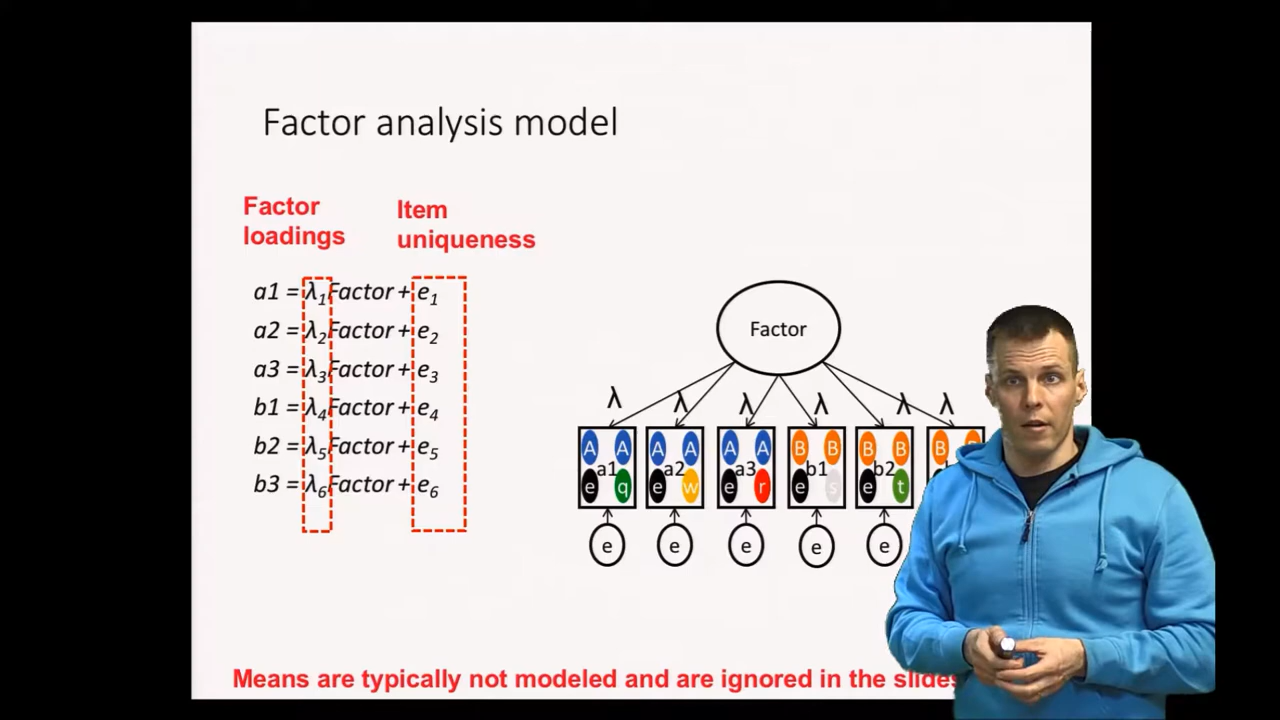 Factor analysis model
Factor
loadings
Item
uniqueness
a1 = λ1Factor + e1
a2 = λ2Factor + e2
a3 = λ3Factor + e3
b1 = λ4Factor + e4
b2 = λ5Factor + e5
b3 = λ6Factor + e6
Factor
λ λ λ λ λ λ
A A A A A A B B B B B B
a1 a2 a3 b1 b2
e q e w e r e s e t
e e e e e
Means are typically not modeled and are ignored in the slides